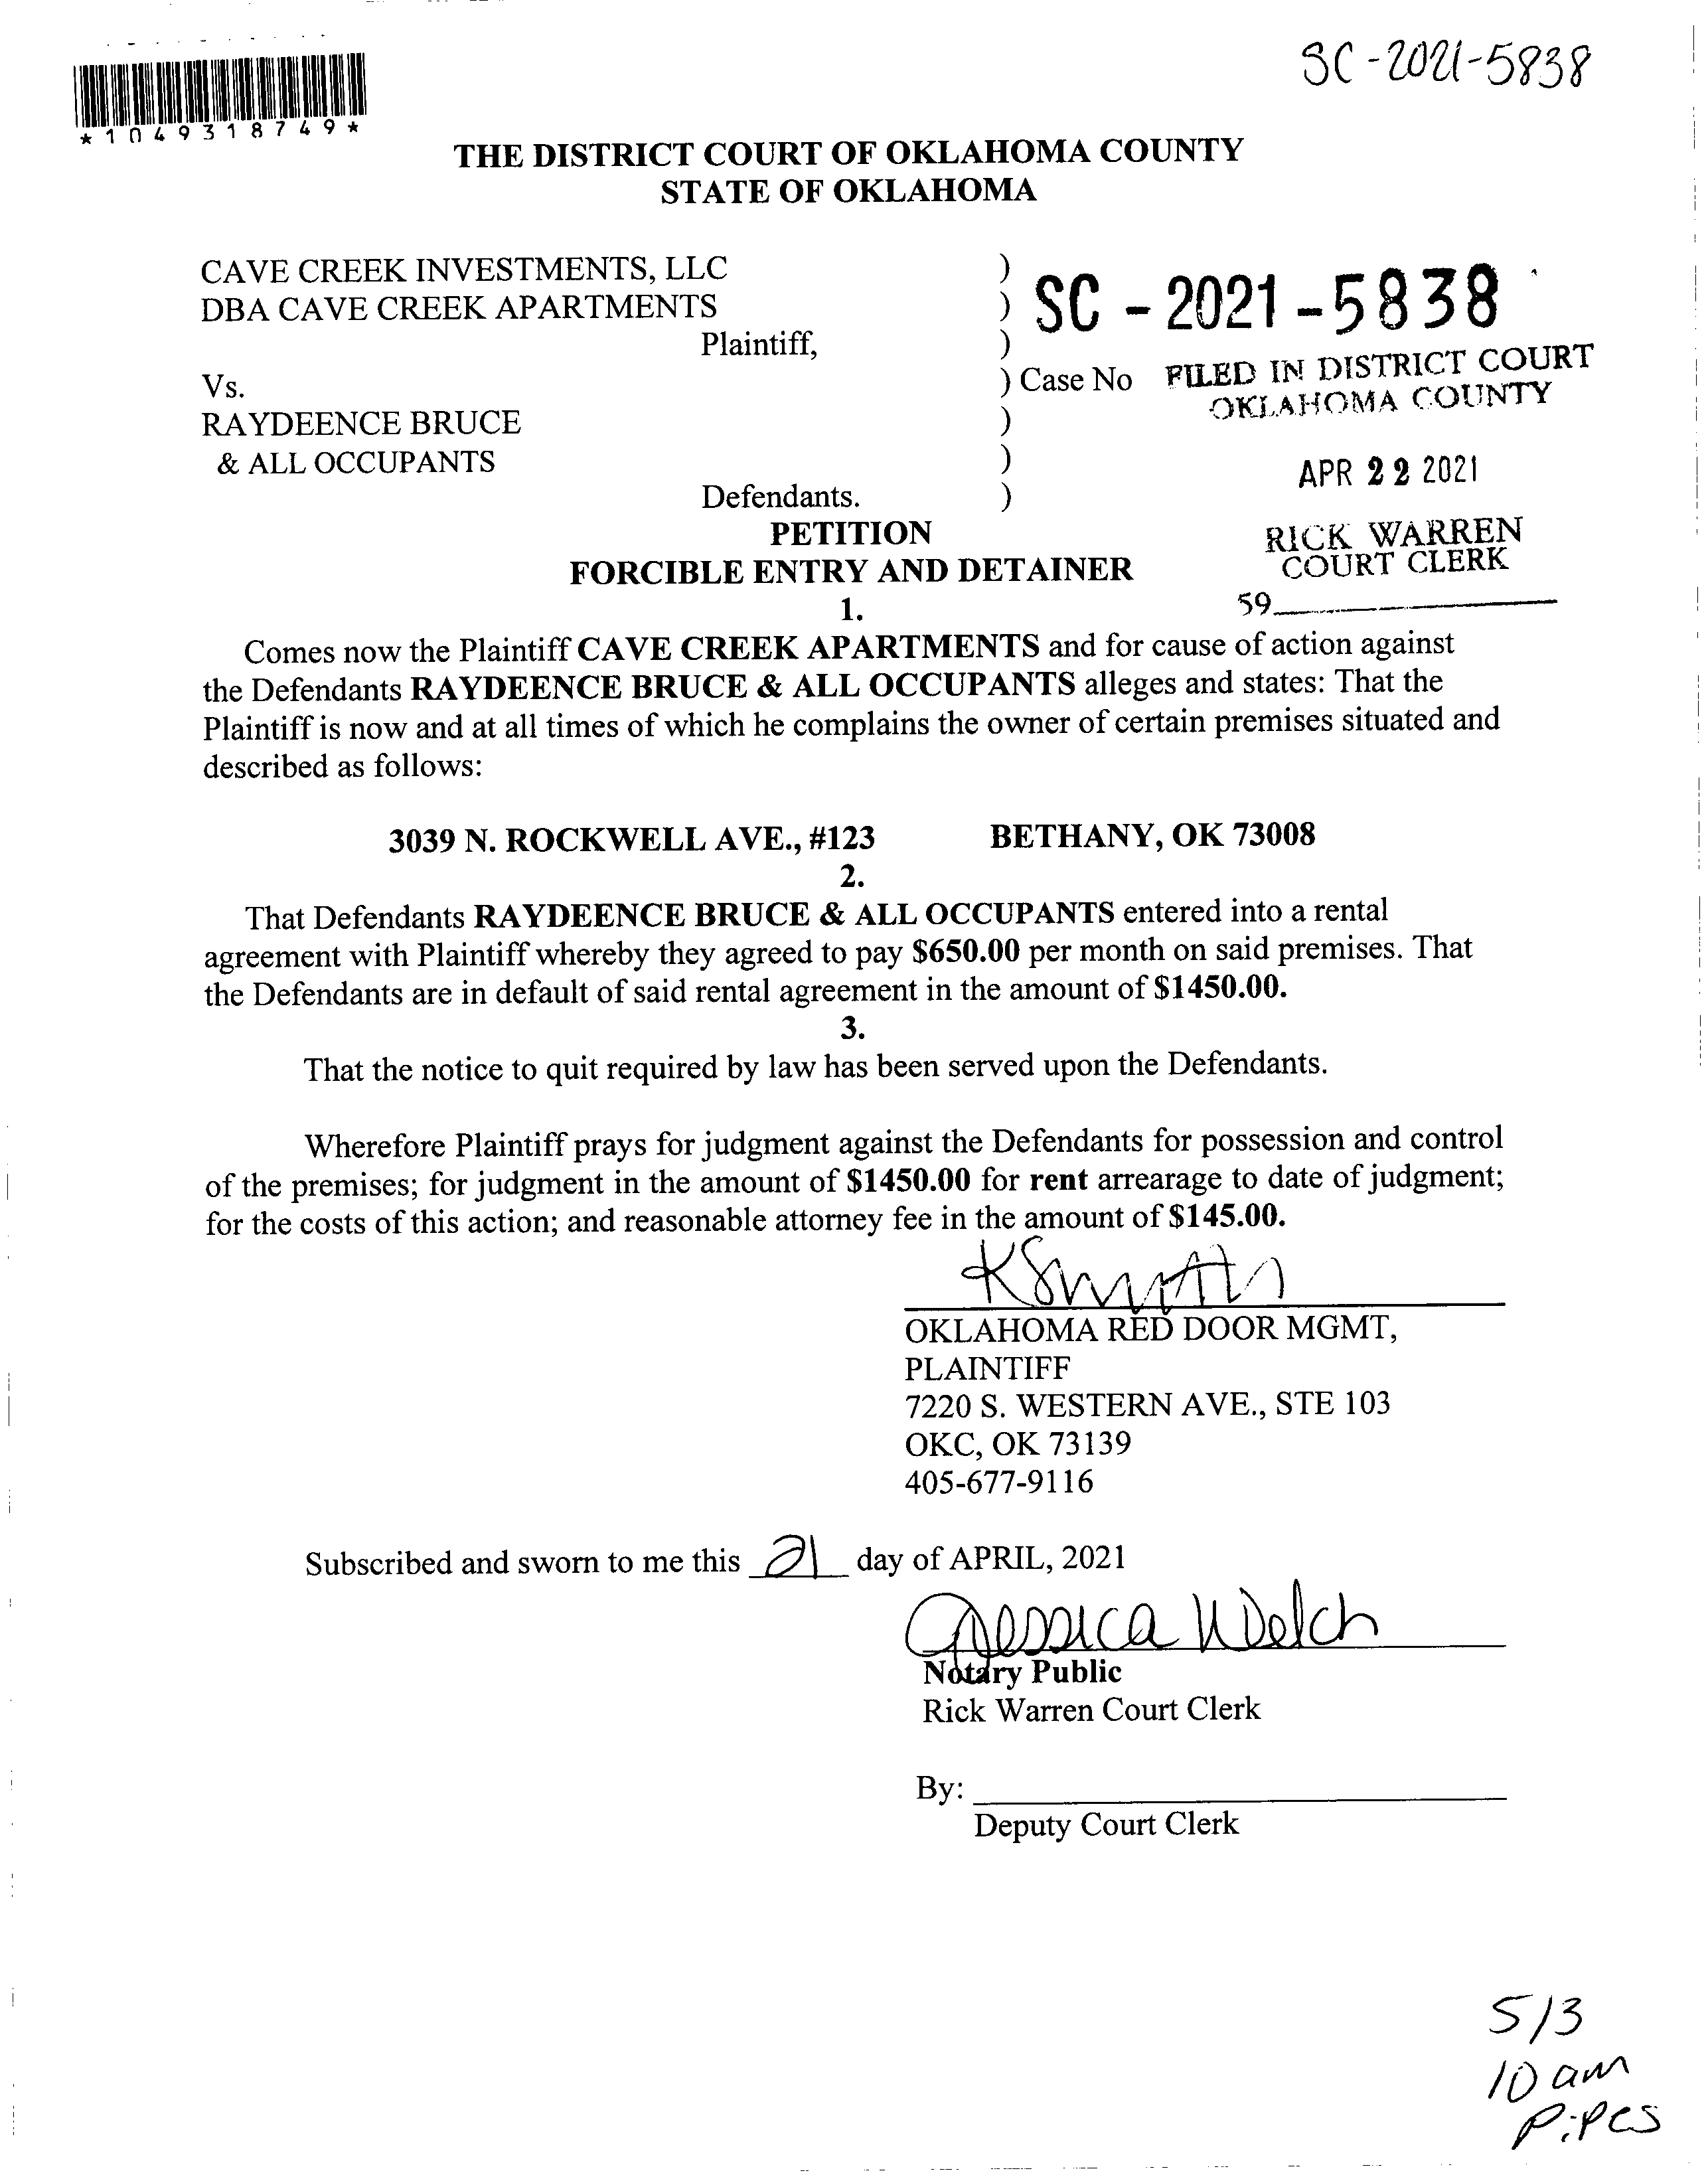 SC-2021-5838
*1049318749*
THE DISTRICT COURT OF OKLAHOMA COUNTY
STATE OF OKLAHOMA
CAVE CREEK INVESTMENTS, LLC )
DBA CAVE CREEK APARTMENTS ) SC - 2021 - 5838
Plaintiff, )
Vs. ) Case No FILED IN DISTRICT COURT
OKLAHOMA COUNTY
RAYDEENCE BRUCE )
& ALL OCCUPANTS )
APR 22 2021
Defendants. )
PETITION
RICK WARREN
COURT CLERK
FORCIBLE ENTRY AND DETAINER
1.
59
Comes now the Plaintiff CAVE CREEK APARTMENTS and for cause of action against
the Defendants RAYDEENCE BRUCE & ALL OCCUPANTS alleges and states: That the
Plaintiff is now and at all times of which he complains the owner of certain premises situated and
described as follows:
3039 N. ROCKWELL AVE., #123 BETHANY, OK 73008
2.
That Defendants RAYDEENCE BRUCE & ALL OCCUPANTS entered into a rental
agreement with Plaintiff whereby they agreed to pay $650.00 per month on said premises. That
the Defendants are in default of said rental agreement in the amount of $1450.00.
3.
That the notice to quit required by law has been served upon the Defendants.
Wherefore Plaintiff prays for judgment against the Defendants for possession and control
of the premises; for judgment in the amount of $1450.00 for rent arrearage to date of judgment;
for the costs of this action; and reasonable attorney fee in the amount of $145.00.
KSmith
OKLAHOMA RED DOOR MGMT,
PLAINTIFF
7220 S. WESTERN AVE., STE 103
OKC, OK 73139
405-677-9116
Subscribed and sworn to me this 21 day of APRIL, 2021
Jessica Welch
Notary Public
Rick Warren Court Clerk
By:
Deputy Court Clerk
5/3
10 am
Pipes